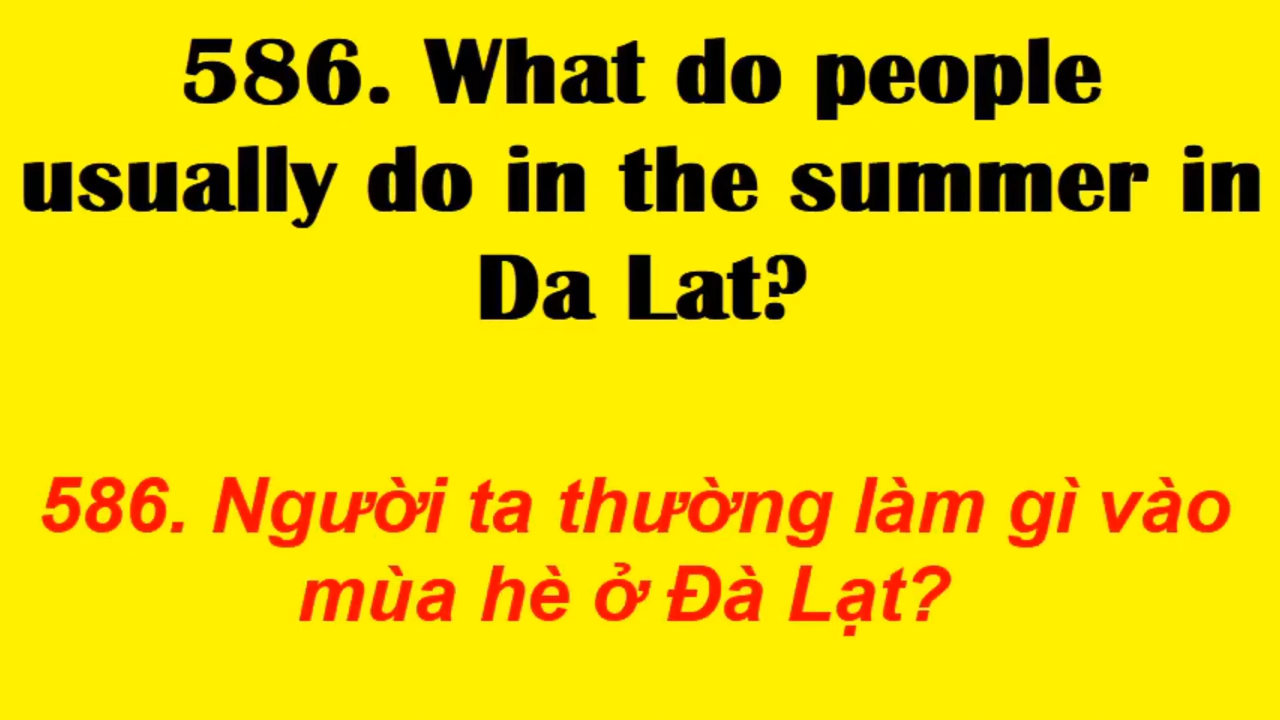 586. What do people
usually do in the summer in
Da Lat?
586. Người ta thường làm gì vào
mùa hè ở Đà Lạt?